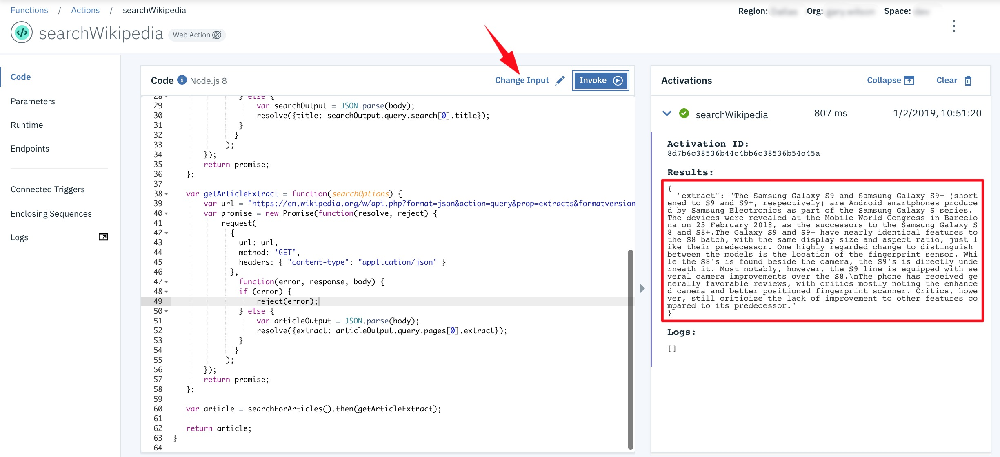 Functions / Actions / searchWikipedia
Region: Org: Space:
searchWikipedia Web Action
Code
Parameters
Runtime
Endpoints
Connected Triggers
Enclosing Sequences
Logs
Code Node.js 8 Change Input Invoke
28 } else {
29 var searchOutput = JSON.parse(body);
30 resolve({title: searchOutput.query.search[0].title});
31 }
32 }
33 );
34 });
35 return promise;
36 };
37
38 var getArticleExtract = function(searchOptions) {
39 var url = "https://en.wikipedia.org/w/api.php?format=json&action=query&prop=extracts&formatversion
40 var promise = new Promise(function(resolve, reject) {
41 request(
42 {
43 url: url,
44 method: 'GET',
45 headers: { "content-type": "application/json" }
46 },
47 function(error, response, body) {
48 if (error) {
49 reject(error);
50 } else {
51 var articleOutput = JSON.parse(body);
52 resolve({extract: articleOutput.query.pages[0].extract});
53 }
54 }
55 );
56 });
57 return promise;
58 };
59
60 var article = searchForArticles().then(getArticleExtract);
61
62 return article;
63 }
64
Activations Collapse Clear
searchWikipedia 807 ms 1/2/2019, 10:51:20
Activation ID:
8d7b6c38536b44c4bb6c38536b54c45a
Results:
{
"extract": "The Samsung Galaxy S9 and Samsung Galaxy S9+ (short
ened to S9 and S9+, respectively) are Android smartphones produce
d by Samsung Electronics as part of the Samsung Galaxy S series.
The devices were revealed at the Mobile World Congress in Barcelo
na on 25 February 2018, as the successors to the Samsung Galaxy S
8 and S8+.The Galaxy S9 and S9+ have nearly identical features to
the S8 batch, with the same display size and aspect ratio, just l
ike their predecessor. One highly regarded change to distinguish
between the models is the location of the fingerprint sensor. Whi
le the S8's is found beside the camera, the S9's is directly unde
rneath it. Most notably, however, the S9 line is equipped with se
veral camera improvements over the S8.\nThe phone has received ge
nerally favorable reviews, with critics mostly noting the enhance
d camera and better positioned fingerprint scanner. Critics, howe
ver, still criticize the lack of improvement to other features co
mpared to its predecessor."
}
Logs:
[]